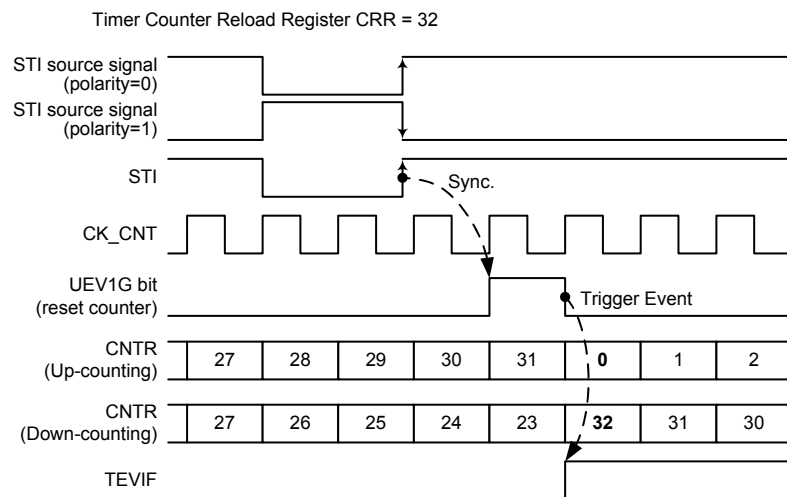 Timer Counter Reload Register CRR = 32
STI source signal
(polarity=0)
STI source signal
(polarity=1)
STI
Sync.
CK_CNT
UEV1G bit
(reset counter)
Trigger Event
CNTR
(Up-counting)
27 28 29 30 31 0 1 2
CNTR
(Down-counting)
27 26 25 24 23 32 31 30
TEVIF